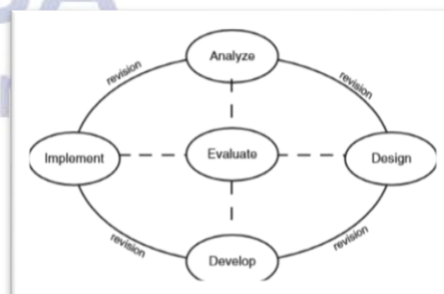 Analyze
revision
revision
Implement
Evaluate
Design
revision
revision
Develop